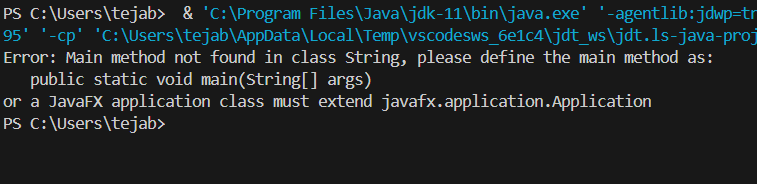 PS C:\Users\tejab>  & 'C:\Program Files\Java\jdk-11\bin\java.exe' '-agentlib:jdwp=tr
95' '-cp' 'C:\Users\tejab\AppData\Local\Temp\vscodesws_6e1c4\jdt_ws\jdt.ls-java-proj
Error: Main method not found in class String, please define the main method as:
   public static void main(String[] args)
or a JavaFX application class must extend javafx.application.Application
PS C:\Users\tejab>